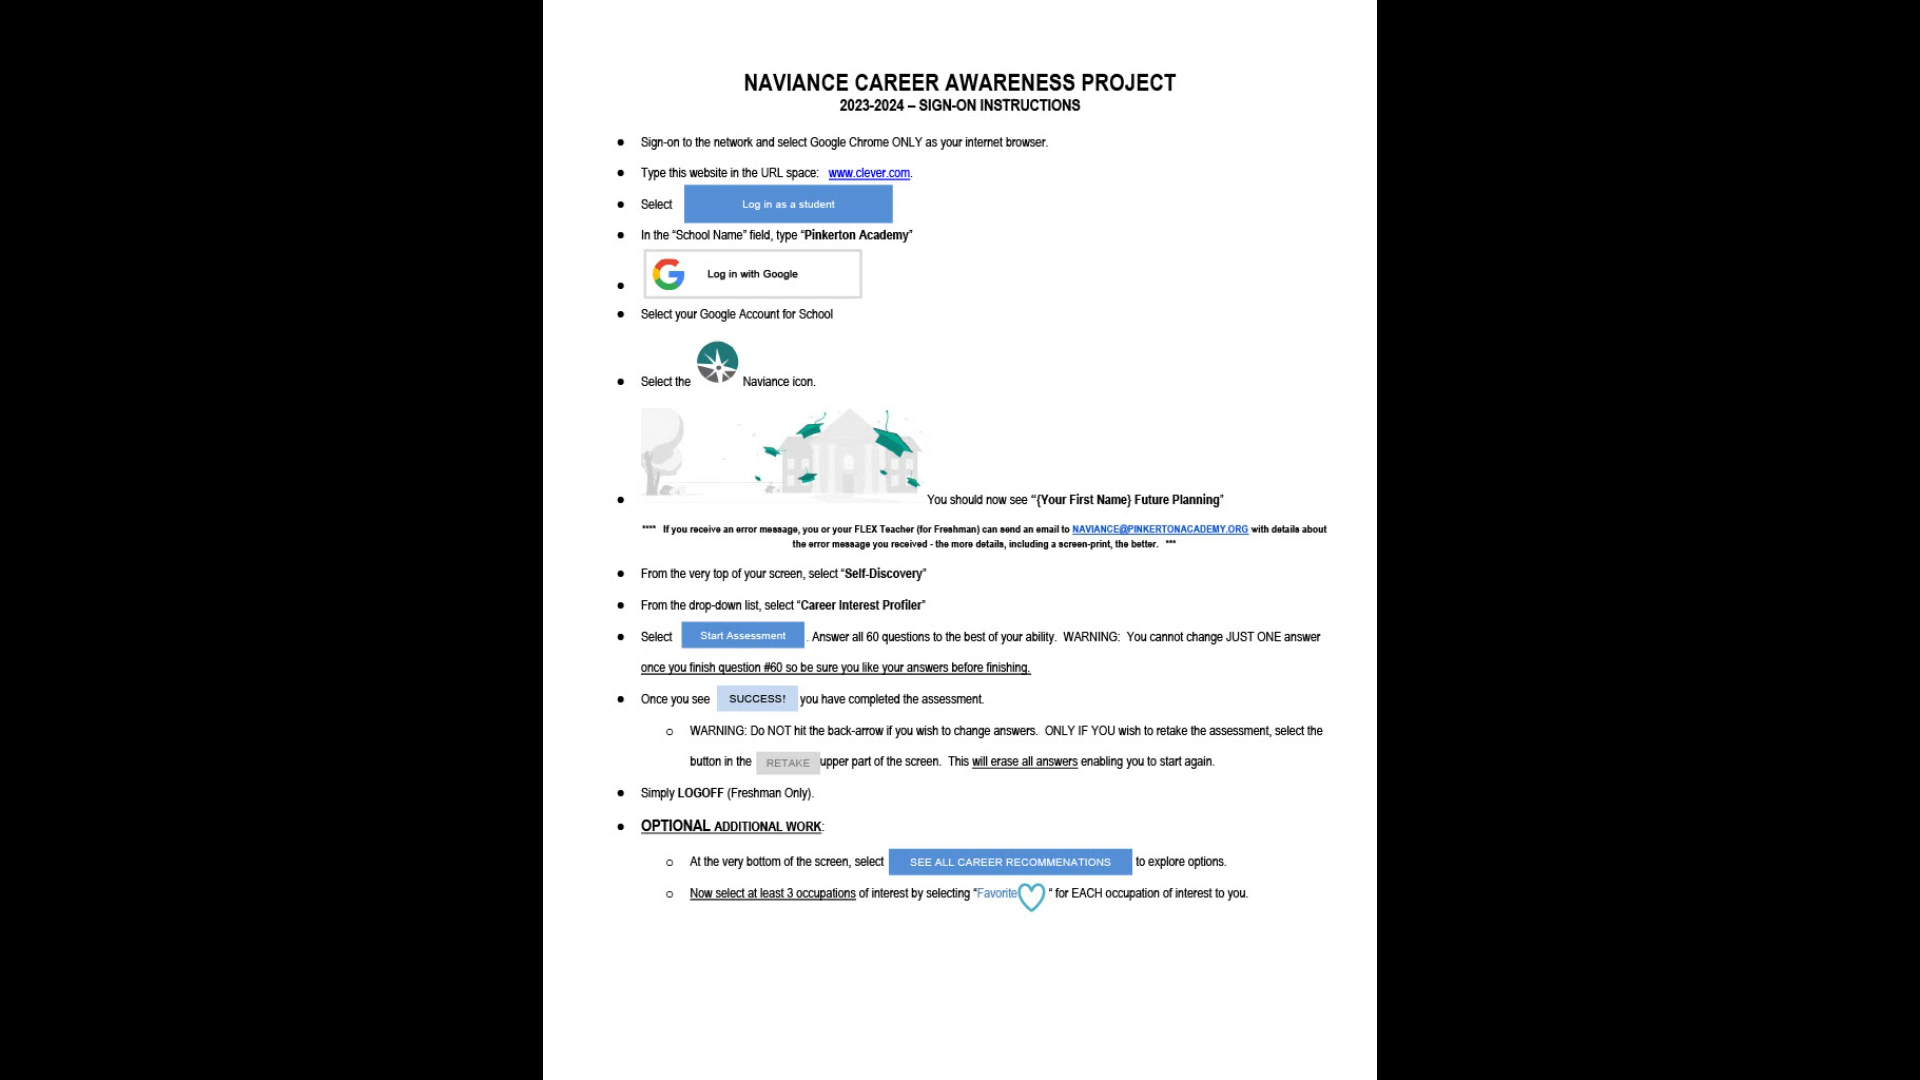 NAVIANCE CAREER AWARENESS PROJECT
2023-2024 – SIGN-ON INSTRUCTIONS
● Sign-on to the network and select Google Chrome ONLY as your internet browser.
● Type this website in the URL space: www.clever.com.
● Select Log in as a student
● In the “School Name” field, type “Pinkerton Academy”
● Log in with Google
● Select your Google Account for School
● Select the Naviance icon.
● You should now see “{Your First Name} Future Planning”
**** If you receive an error message, you or your FLEX Teacher (for Freshman) can send an email to NAVIANCE@PINKERTONACADEMY.ORG with details about
the error message you received - the more details, including a screen-print, the better. ***
● From the very top of your screen, select “Self-Discovery”
● From the drop-down list, select “Career Interest Profiler”
● Select Start Assessment . Answer all 60 questions to the best of your ability. WARNING: You cannot change JUST ONE answer
once you finish question #60 so be sure you like your answers before finishing.
● Once you see SUCCESS! you have completed the assessment.
o WARNING: Do NOT hit the back-arrow if you wish to change answers. ONLY IF YOU wish to retake the assessment, select the
button in the RETAKE upper part of the screen. This will erase all answers enabling you to start again.
● Simply LOGOFF (Freshman Only).
● OPTIONAL ADDITIONAL WORK:
o At the very bottom of the screen, select SEE ALL CAREER RECOMMENATIONS to explore options.
o Now select at least 3 occupations of interest by selecting “Favorite “ for EACH occupation of interest to you.